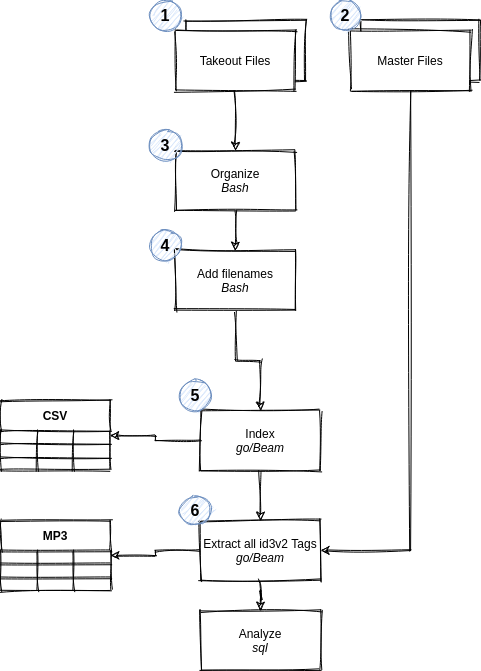 1
2
Takeout Files
Master Files
3
Organize
Bash
4
Add filenames
Bash
5
CSV
Index
go/Beam
6
MP3
Extract all id3v2 Tags
go/Beam
Analyze
sql